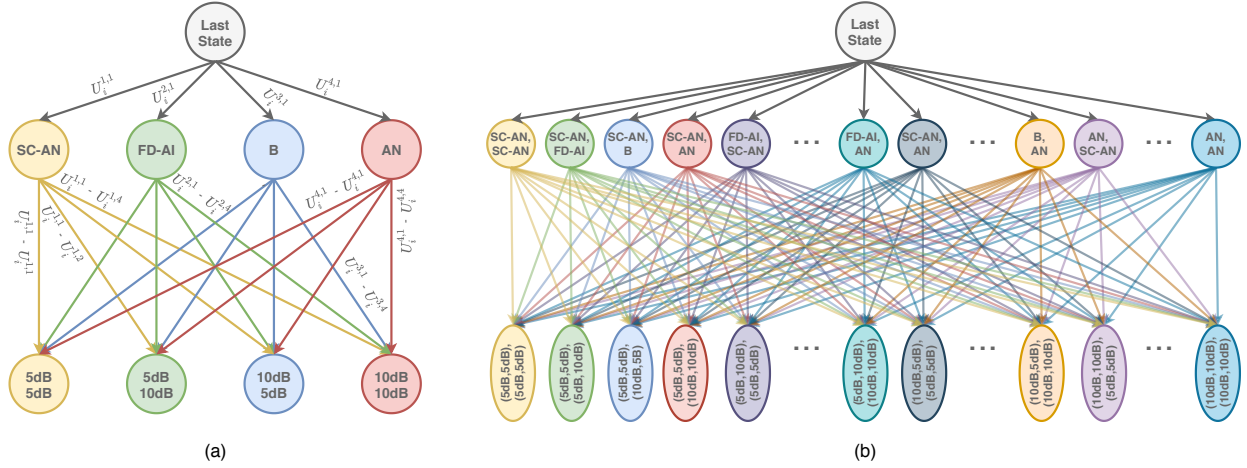 Last
State
U_i^{1,1}
U_i^{2,1}
U_i^{3,1}
U_i^{4,1}
SC-AN
FD-AI
B
AN
U_i^{1,1} - U_i^{1,1}
U_i^{1,1} - U_i^{1,2}
U_i^{1,1} - U_i^{1,4}
U_i^{2,1} - U_i^{2,4}
U_i^{4,1} - U_i^{4,1}
U_i^{3,1} - U_i^{3,4}
5dB
5dB
5dB
10dB
10dB
5dB
10dB
10dB
(a)
Last
State
SC-AN,
SC-AN
SC-AN,
FD-AI
SC-AN,
B
SC-AN,
AN
FD-AI,
SC-AN
...
FD-AI,
AN
SC-AN,
AN
...
B,
AN
AN,
SC-AN
...
AN,
AN
(5dB,5dB),
(5dB,5dB)
(5dB,5dB),
(5dB,10dB)
(5dB,5dB),
(10dB,5B)
(5dB,5dB),
(10dB,10dB)
(5dB,10dB),
(5dB,5dB)
...
(5dB,10dB),
(10dB,10dB)
(10dB,5dB),
(5dB,5dB)
...
(10dB,5dB),
(10dB,10dB)
(10dB,10dB),
(5dB,5dB)
...
(10dB,10dB),
(10dB,10dB)
(b)